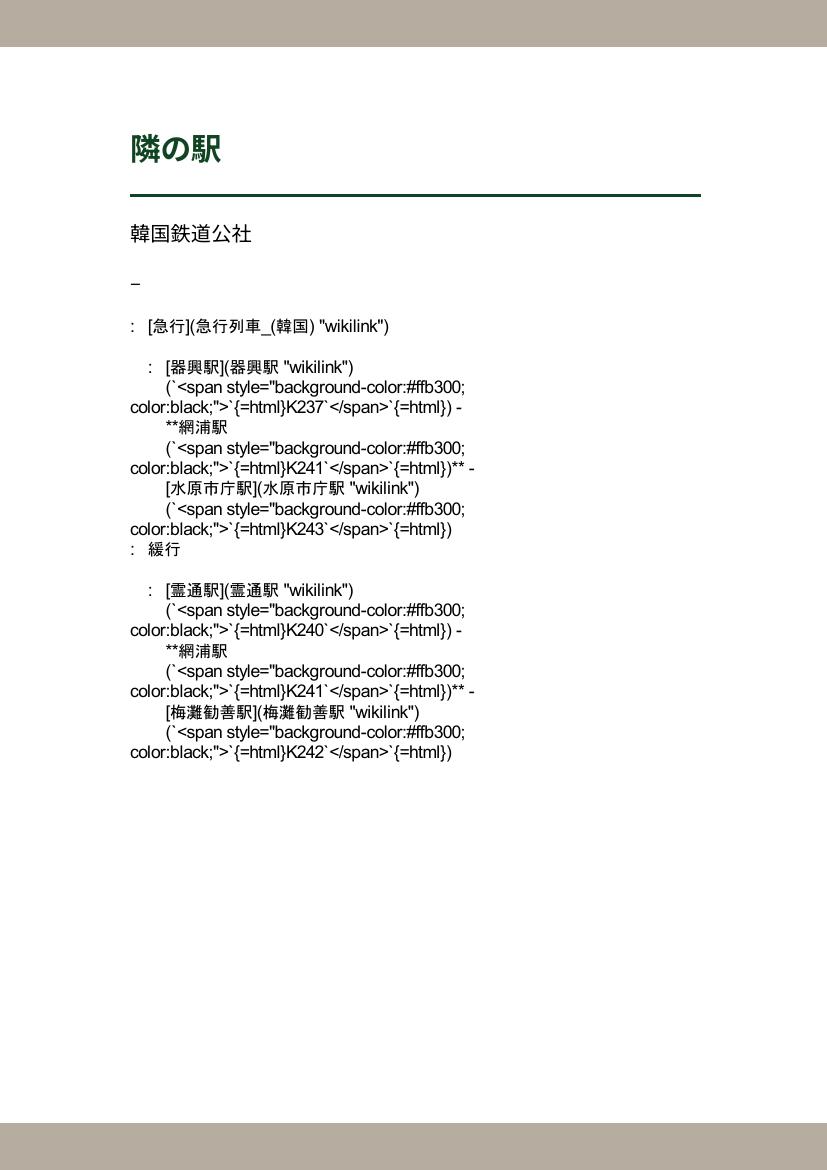 隣の駅
韓国鉄道公社
–
:   [急行](急行列車_(韓国) "wikilink")
:   [器興駅](器興駅 "wikilink")
(`<span style="background-color:#ffb300;
color:black;">`{=html}K237`</span>`{=html}) -
**網浦駅
(`<span style="background-color:#ffb300;
color:black;">`{=html}K241`</span>`{=html})** -
[水原市庁駅](水原市庁駅 "wikilink")
(`<span style="background-color:#ffb300;
color:black;">`{=html}K243`</span>`{=html})
:   緩行
:   [霊通駅](霊通駅 "wikilink")
(`<span style="background-color:#ffb300;
color:black;">`{=html}K240`</span>`{=html}) -
**網浦駅
(`<span style="background-color:#ffb300;
color:black;">`{=html}K241`</span>`{=html})** -
[梅灘勧善駅](梅灘勧善駅 "wikilink")
(`<span style="background-color:#ffb300;
color:black;">`{=html}K242`</span>`{=html})